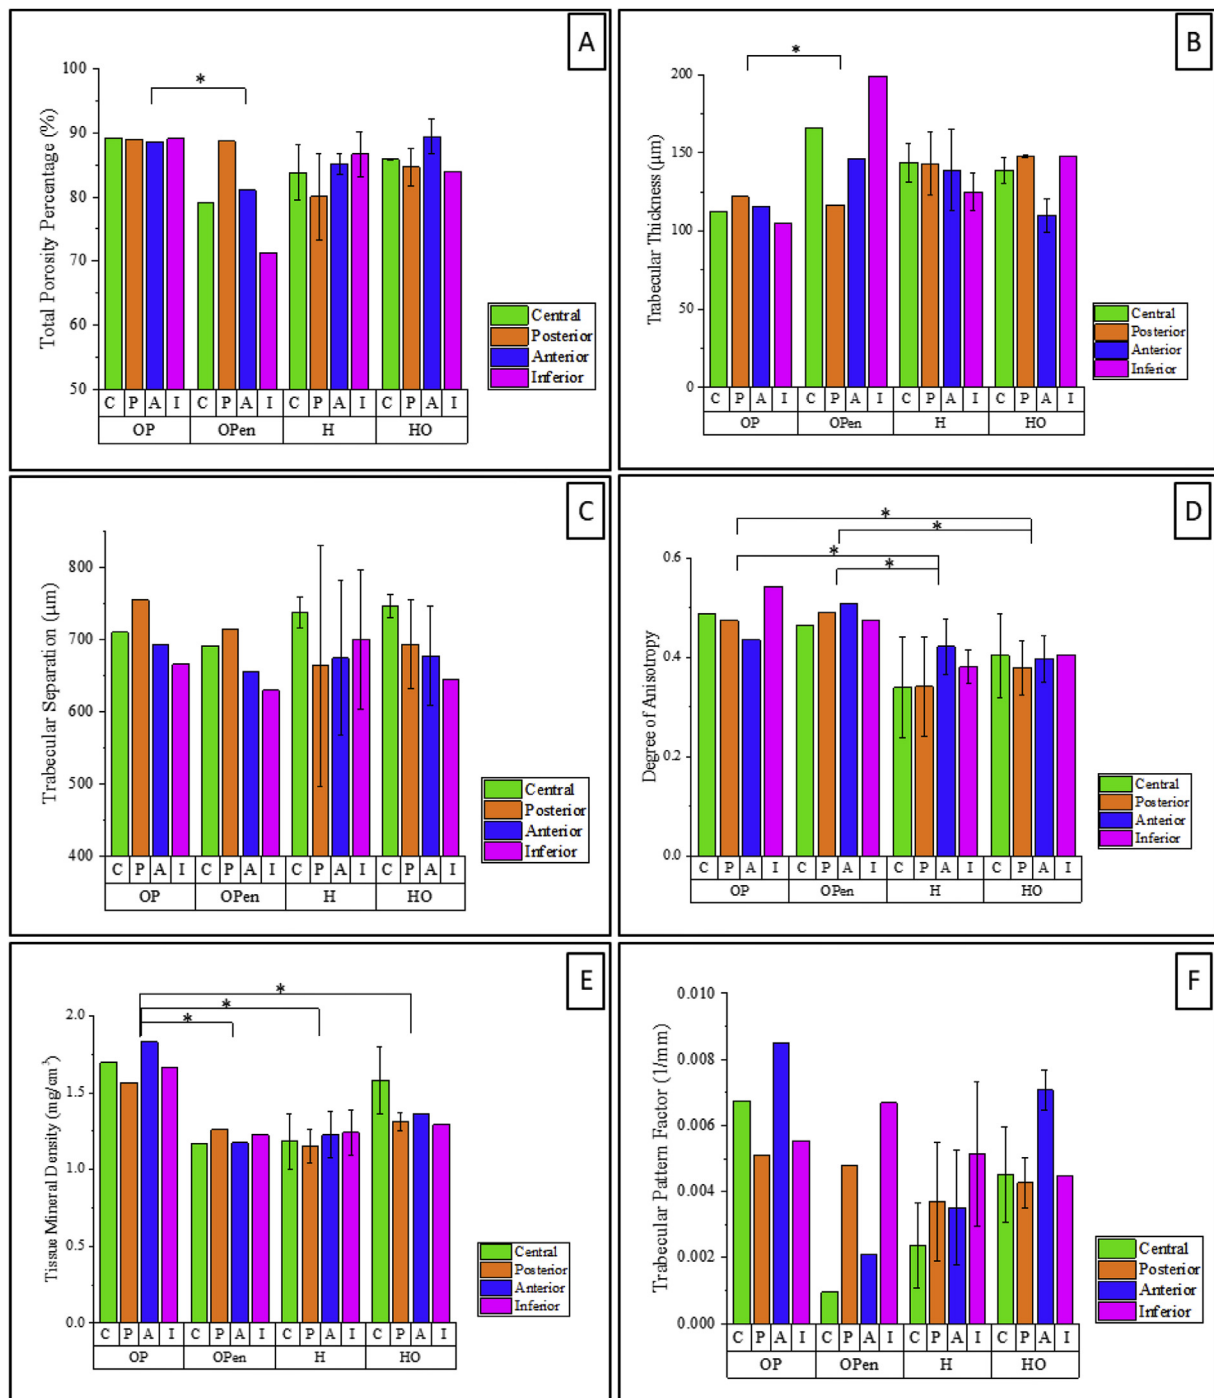 A
Total Porosity Percentage (%)
100
90
80
70
60
50
*
Central
Posterior
Anterior
Inferior
C P A I C P A I C P A I C P A I
OP OPen H HO
B
Trabecular Thickness (μm)
200
150
100
50
0
*
Central
Posterior
Anterior
Inferior
C P A I C P A I C P A I C P A I
OP OPen H HO
C
Trabecular Separation (μm)
800
700
600
500
400
Central
Posterior
Anterior
Inferior
C P A I C P A I C P A I C P A I
OP OPen H HO
D
Degree of Anisotropy
0.6
0.4
0.2
0.0
*
*
*
*
Central
Posterior
Anterior
Inferior
C P A I C P A I C P A I C P A I
OP OPen H HO
E
Tissue Mineral Density (mg/cm³)
2.0
1.5
1.0
0.5
0.0
*
*
*
Central
Posterior
Anterior
Inferior
C P A I C P A I C P A I C P A I
OP OPen H HO
F
Trabecular Pattern Factor (1/mm)
0.010
0.008
0.006
0.004
0.002
0.000
Central
Posterior
Anterior
Inferior
C P A I C P A I C P A I C P A I
OP OPen H HO